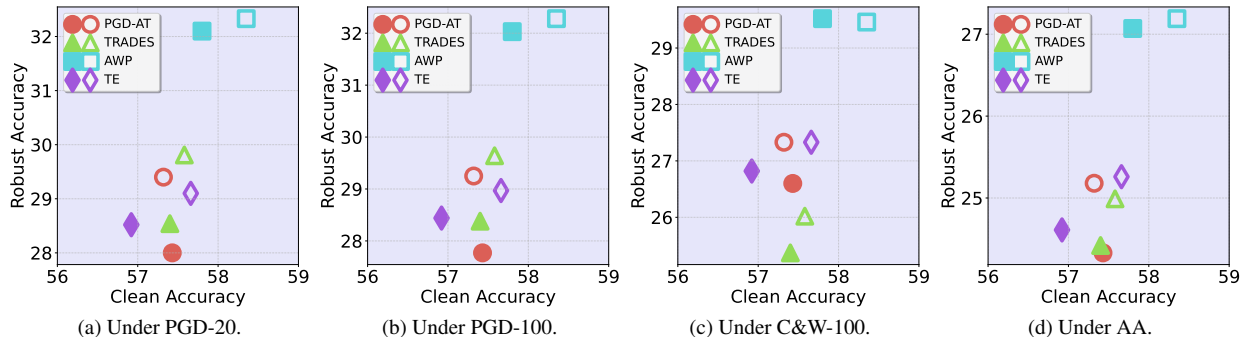 Robust Accuracy
32
31
30
29
28
56 57 58 59
Clean Accuracy
PGD-AT
TRADES
AWP
TE
(a) Under PGD-20.
Robust Accuracy
32
31
30
29
28
56 57 58 59
Clean Accuracy
PGD-AT
TRADES
AWP
TE
(b) Under PGD-100.
Robust Accuracy
29
28
27
26
56 57 58 59
Clean Accuracy
PGD-AT
TRADES
AWP
TE
(c) Under C&W-100.
Robust Accuracy
27
26
25
56 57 58 59
Clean Accuracy
PGD-AT
TRADES
AWP
TE
(d) Under AA.